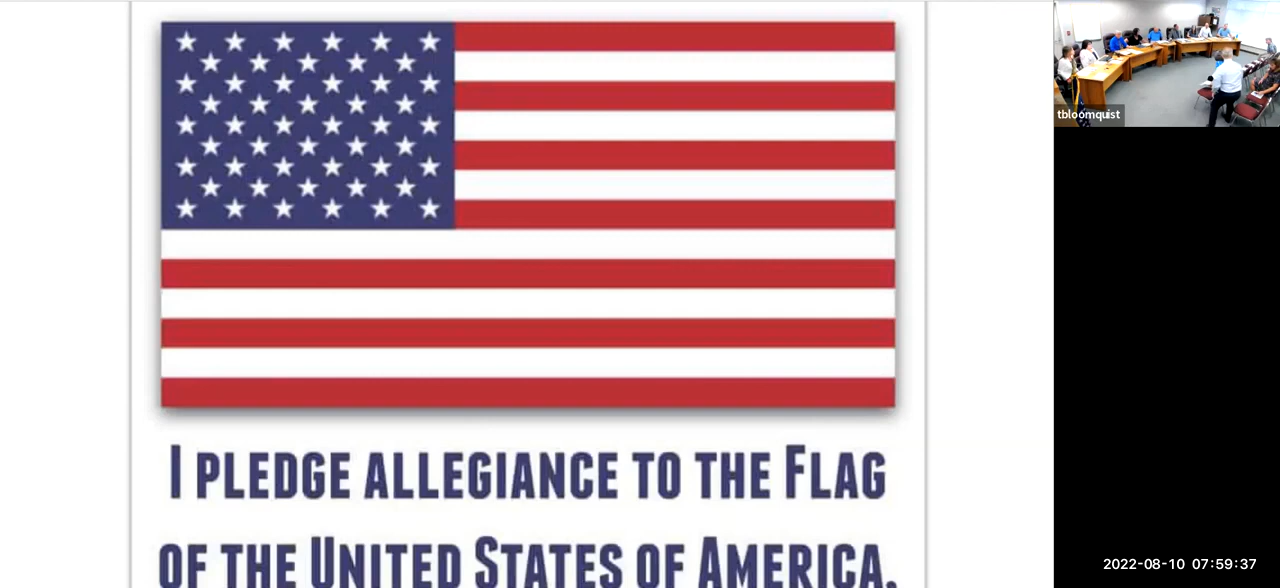 tbloomquist
I PLEDGE ALLEGIANCE TO THE FLAG
OF THE UNITED STATES OF AMERICA,
2022-08-10 07:59:37